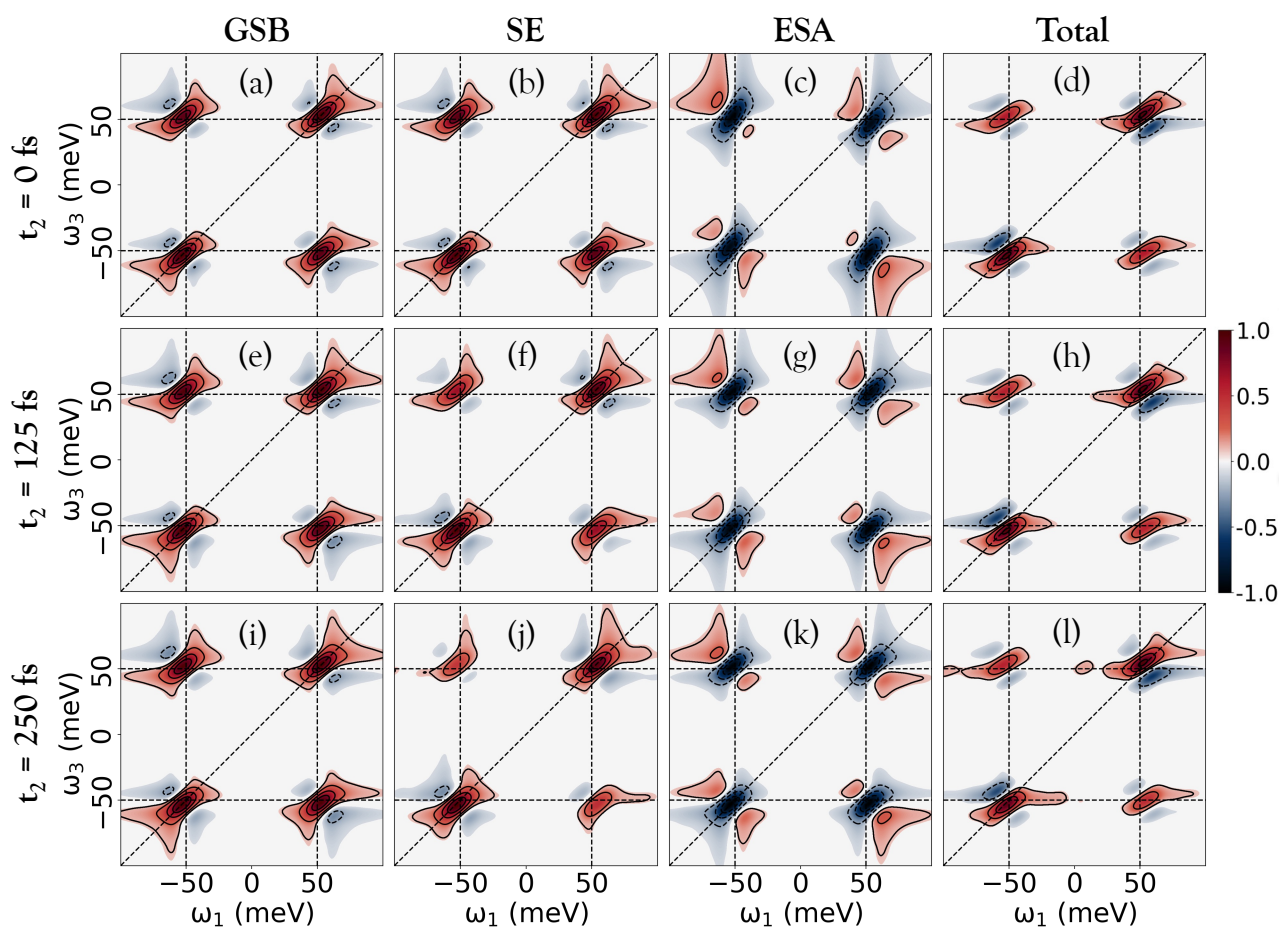 GSB SE ESA Total
t₂ = 0 fs
ω₃ (meV)
50
0
−50
(a) (b) (c) (d)
t₂ = 125 fs
ω₃ (meV)
50
0
−50
(e) (f) (g) (h)
1.0
0.5
0.0
-0.5
-1.0
t₂ = 250 fs
ω₃ (meV)
50
0
−50
(i) (j) (k) (l)
−50 0 50 −50 0 50 −50 0 50 −50 0 50
ω₁ (meV) ω₁ (meV) ω₁ (meV) ω₁ (meV)